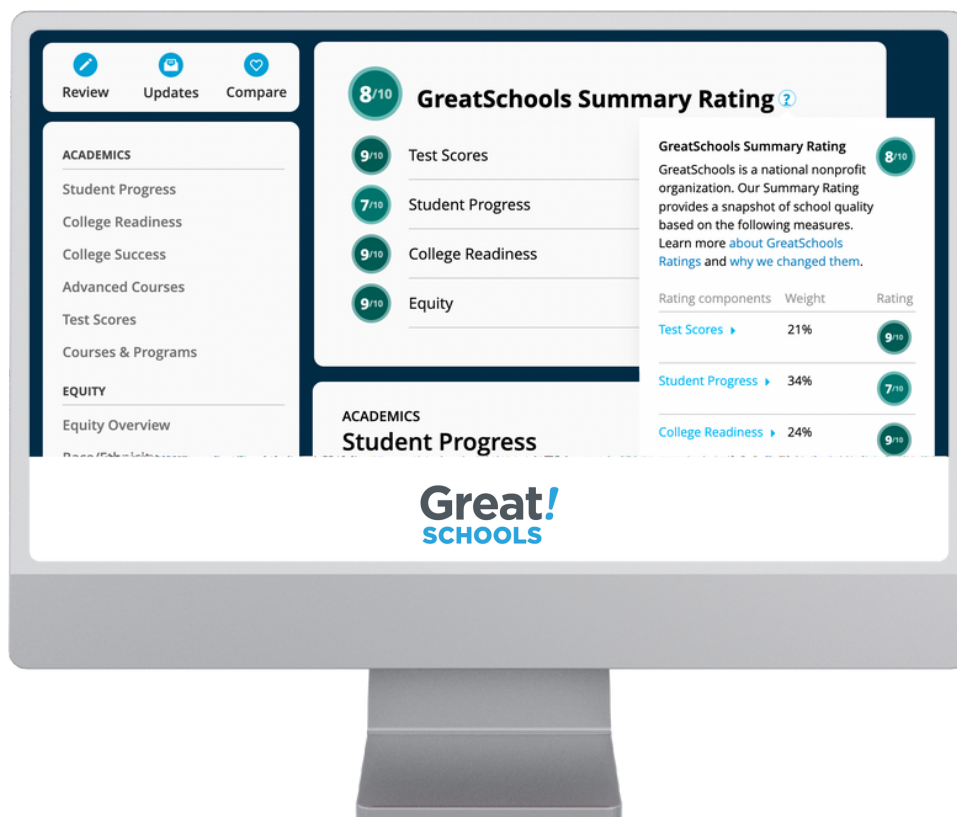 Review Updates Compare
ACADEMICS
Student Progress
College Readiness
College Success
Advanced Courses
Test Scores
Courses & Programs
EQUITY
Equity Overview
8/10 GreatSchools Summary Rating ?
9/10 Test Scores
7/10 Student Progress
9/10 College Readiness
9/10 Equity
ACADEMICS
Student Progress
GreatSchools Summary Rating 8/10
GreatSchools is a national nonprofit
organization. Our Summary Rating
provides a snapshot of school quality
based on the following measures.
Learn more about GreatSchools
Ratings and why we changed them.
Rating components Weight Rating
Test Scores 21% 9/10
Student Progress 34% 7/10
College Readiness 24% 9/10
Great!
SCHOOLS